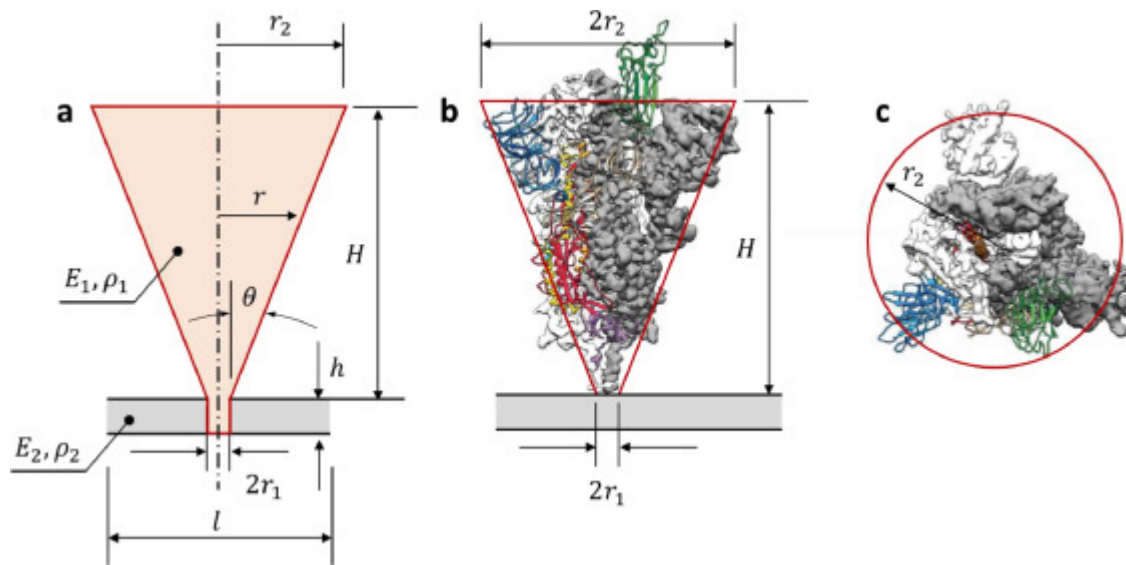 r₂
a
r
H
E₁, ρ₁
θ
h
E₂, ρ₂
2r₁
l
2r₂
b
H
2r₁
c
r₂